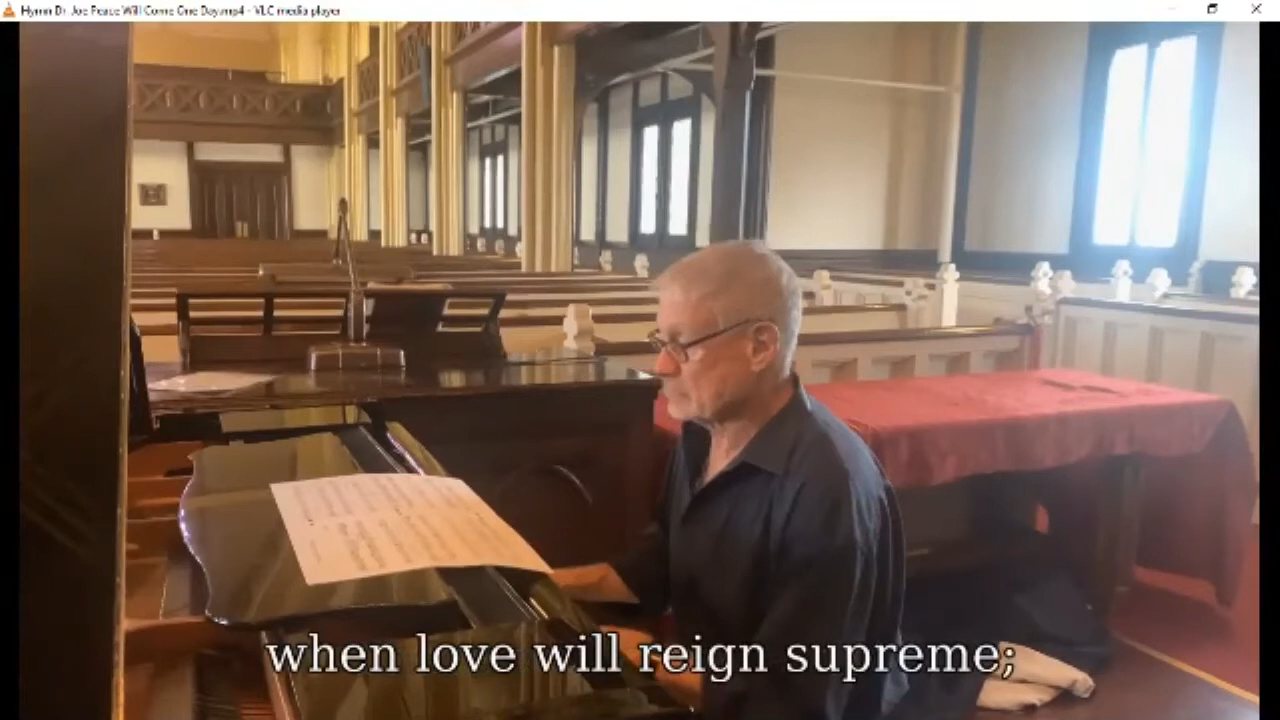 Hymn Dr Joe Peace Will Come One Day.mp4 - VLC media player
when love will reign supreme;